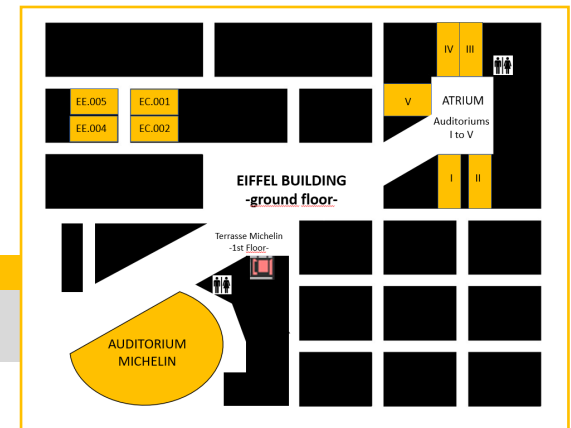 IV III
EE.005 EC.001
V ATRIUM
Auditoriums
I to V
EE.004 EC.002
I II
EIFFEL BUILDING
-ground floor-
Terrasse Michelin
-1st Floor-
AUDITORIUM
MICHELIN